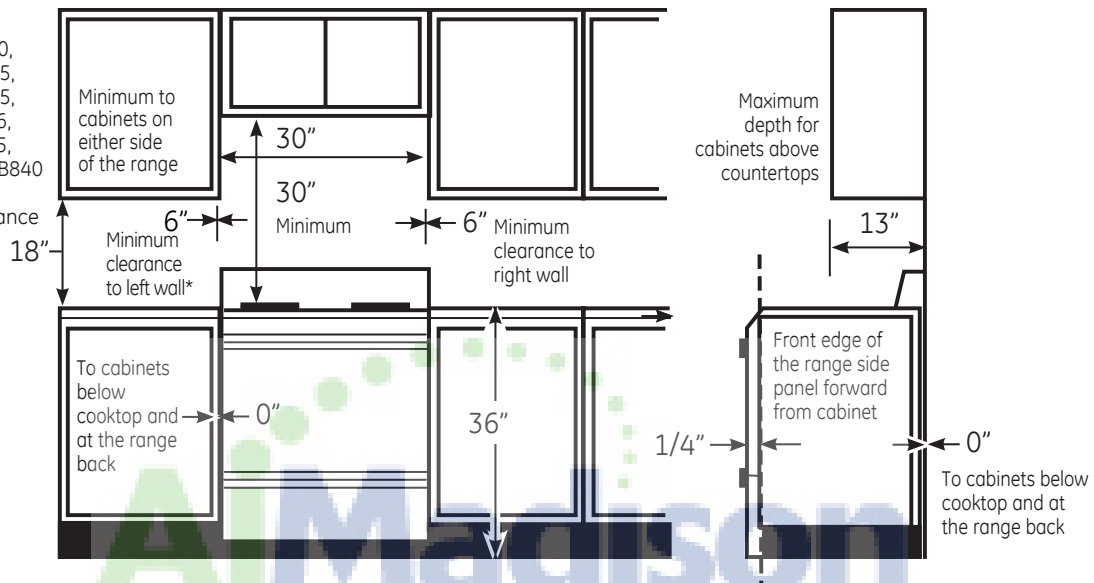 0,
5,
5,
6,
5,
B840
ance
18"
Minimum to
cabinets on
either side
of the range
30"
30"
Minimum
6"
Minimum
clearance
to left wall*
6"
Minimum
clearance to
right wall
Maximum
depth for
cabinets above
countertops
13"
To cabinets
below
cooktop and
at the range
back
0"
36"
Front edge of
the range side
panel forward
from cabinet
1/4"
0"
To cabinets below
cooktop and at
the range back
AjMadison